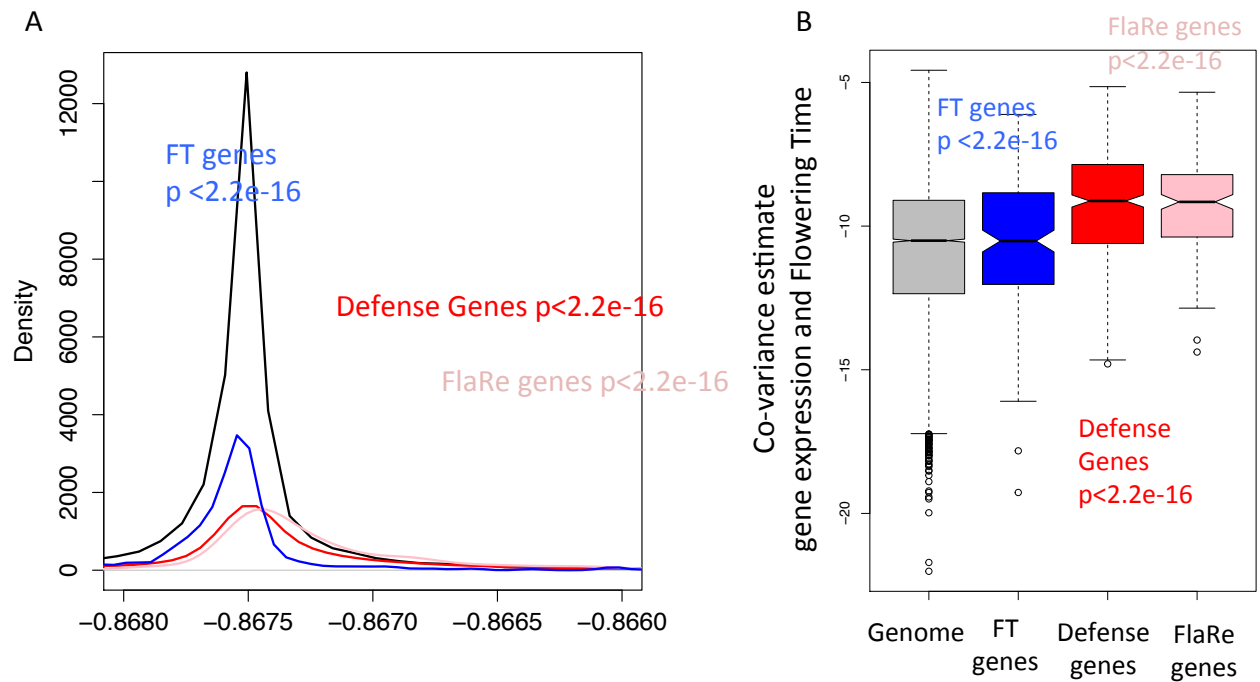 A
Density
12000
8000
6000
4000
2000
0
FT genes
p <2.2e-16
Defense Genes p<2.2e-16
FlaRe genes p<2.2e-16
−0.8680
−0.8675
−0.8670
−0.8665
−0.8660
B
FlaRe genes
p<2.2e-16
Co-variance estimate
gene expression and Flowering Time
−5
−10
−15
−20
FT genes
p <2.2e-16
Defense
Genes
p<2.2e-16
Genome
FT
genes
Defense
genes
FlaRe
genes